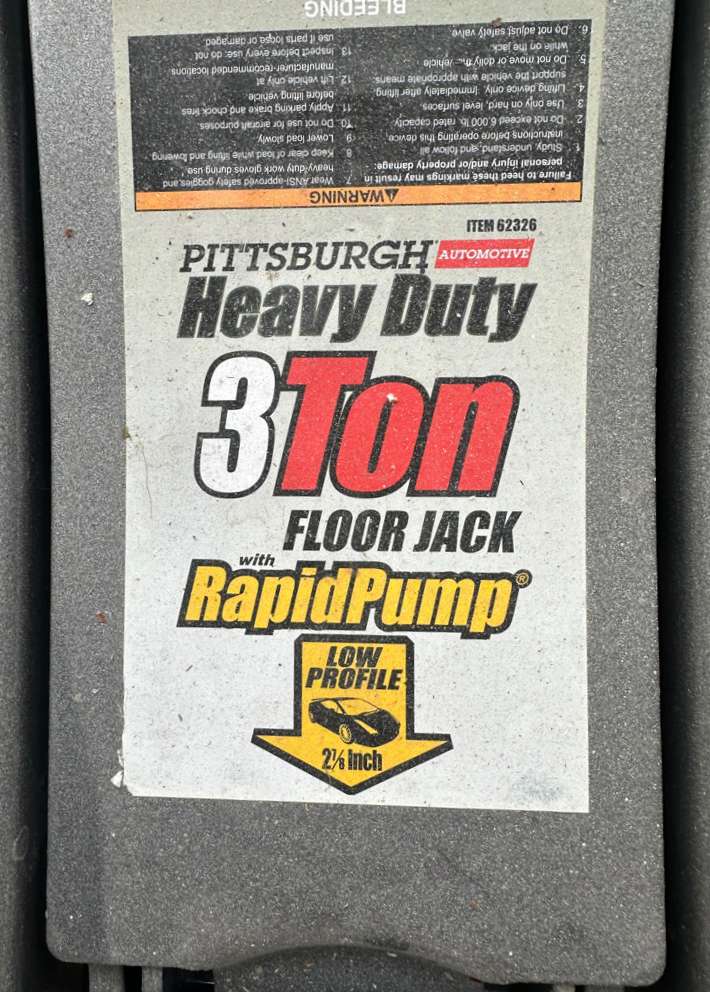 BLEEDING
WARNING
Failure to heed these markings may result in
personal injury and/or property damage:
1. Study, understand, and follow all
instructions before operating this device.
2. Do not exceed 6,000 lb. rated capacity.
3. Use only on hard, level surfaces.
4. Lifting device only. Immediately after lifting,
support the vehicle with appropriate means.
5. Do not move or dolly the vehicle
while on the jack.
6. Do not adjust safety valve.
7. Wear ANSI-approved safety goggles and
heavy-duty work gloves during use.
8. Keep clear of load while lifting and lowering.
9. Lower load slowly.
10. Do not use for aircraft purposes.
11. Apply parking brake and chock tires
before lifting vehicle.
12. Lift vehicle only at
manufacturer-recommended locations.
13. Inspect before every use; do not
use if parts loose or damaged.
ITEM 62326
PITTSBURGH AUTOMOTIVE
Heavy Duty
3 Ton
FLOOR JACK
with
RapidPump®
LOW
PROFILE
2⅞ Inch